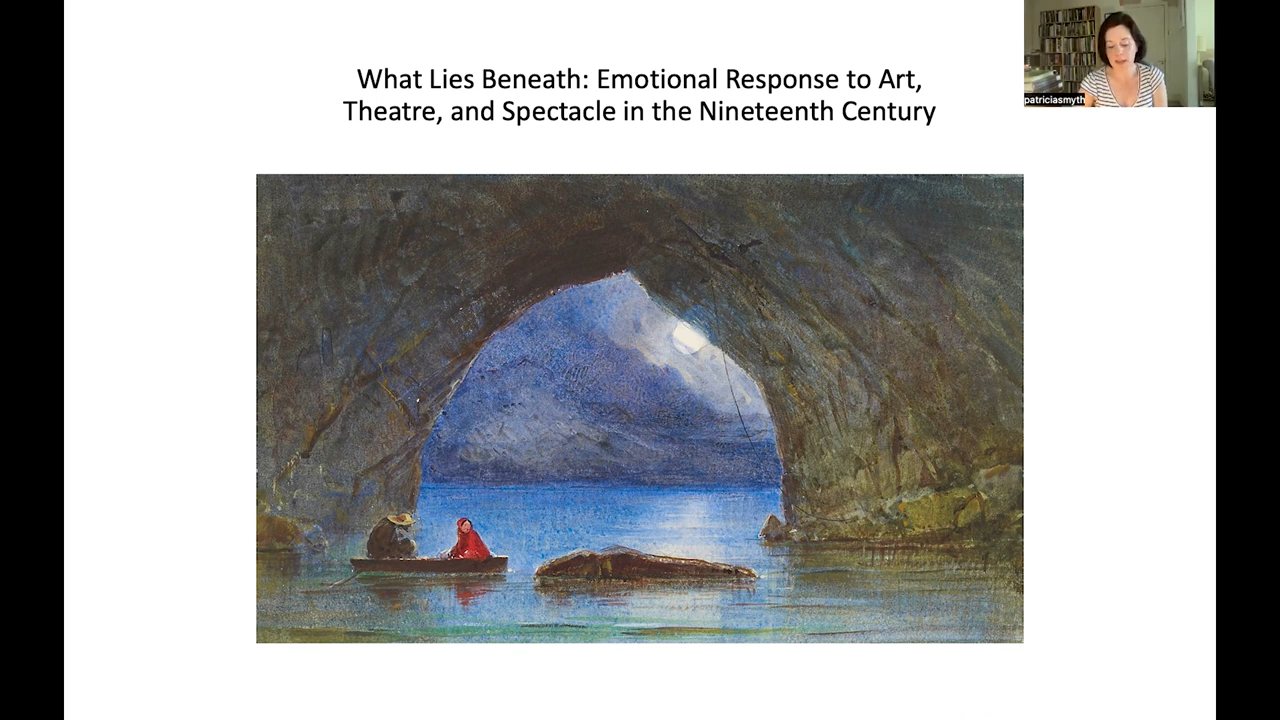 What Lies Beneath: Emotional Response to Art,
Theatre, and Spectacle in the Nineteenth Century
patriciasmyth